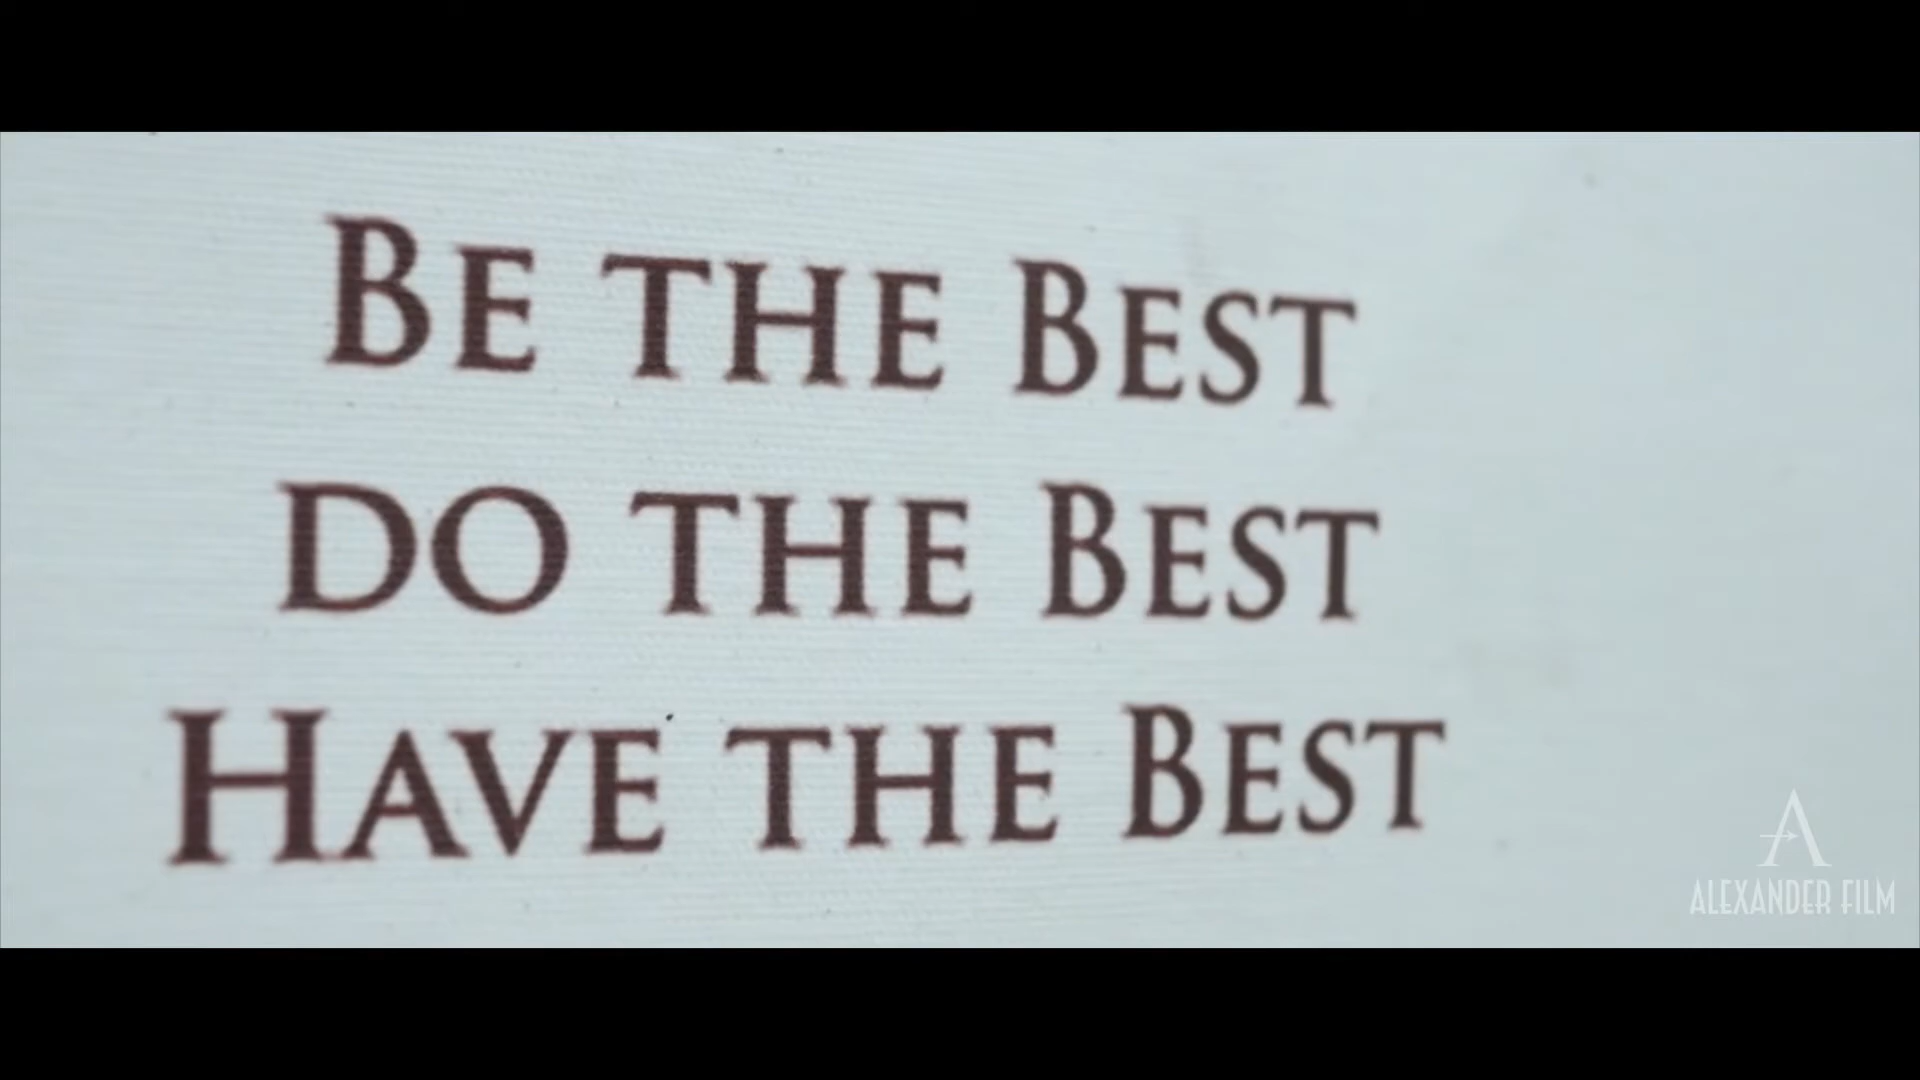 BE THE BEST
DO THE BEST
HAVE THE BEST
A
ALEXANDER FILM